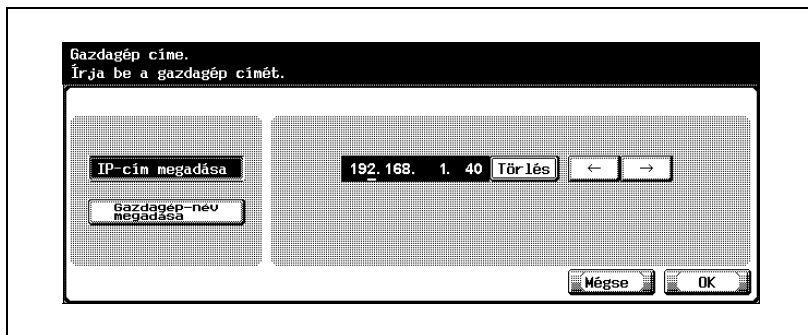 Gazdagép címe.
Írja be a gazdagép címét.
IP-cím megadása
192.168. 1. 40 Törlés ← →
Gazdagép-név
megadása
Mégse OK